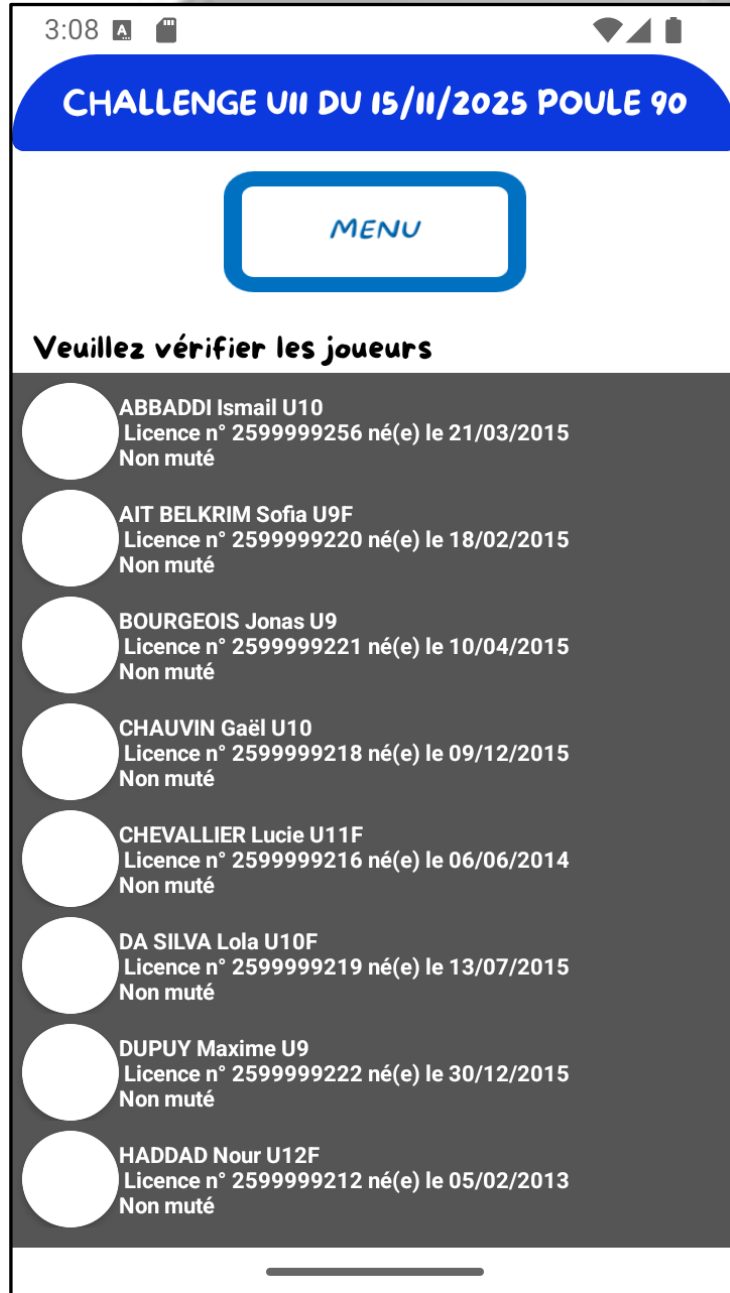 3:08
CHALLENGE U11 DU 15/11/2025 POULE 90
MENU
Veuillez vérifier les joueurs
ABBADDI Ismail U10
Licence n° 2599999256 né(e) le 21/03/2015
Non muté
AIT BELKRIM Sofia U9F
Licence n° 2599999220 né(e) le 18/02/2015
Non muté
BOURGEOIS Jonas U9
Licence n° 2599999221 né(e) le 10/04/2015
Non muté
CHAUVIN Gaël U10
Licence n° 2599999218 né(e) le 09/12/2015
Non muté
CHEVALLIER Lucie U11F
Licence n° 2599999216 né(e) le 06/06/2014
Non muté
DA SILVA Lola U10F
Licence n° 2599999219 né(e) le 13/07/2015
Non muté
DUPUY Maxime U9
Licence n° 2599999222 né(e) le 30/12/2015
Non muté
HADDAD Nour U12F
Licence n° 2599999212 né(e) le 05/02/2013
Non muté